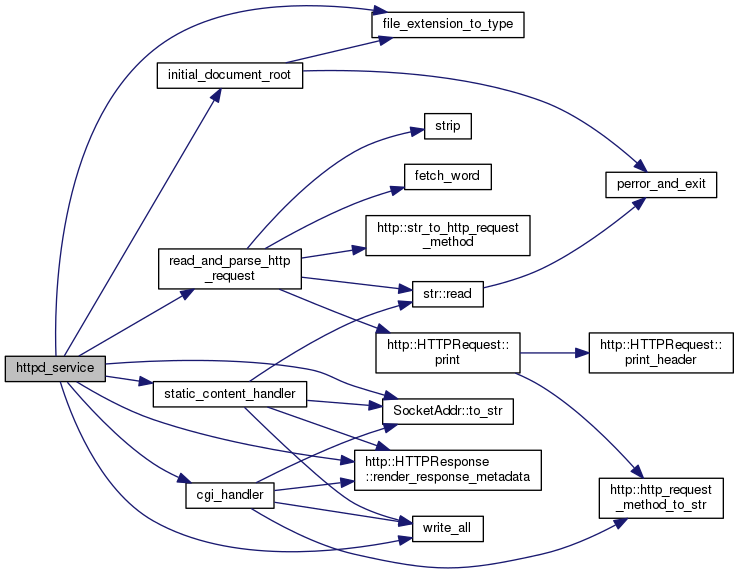 file_extension_to_type
initial_document_root
strip
fetch_word
perror_and_exit
http::str_to_http_request
_method
read_and_parse_http
_request
str::read
http::HTTPRequest::
print
http::HTTPRequest::
print_header
httpd_service
static_content_handler
SocketAddr::to_str
http::HTTPResponse
::render_response_metadata
cgi_handler
http::http_request
_method_to_str
write_all